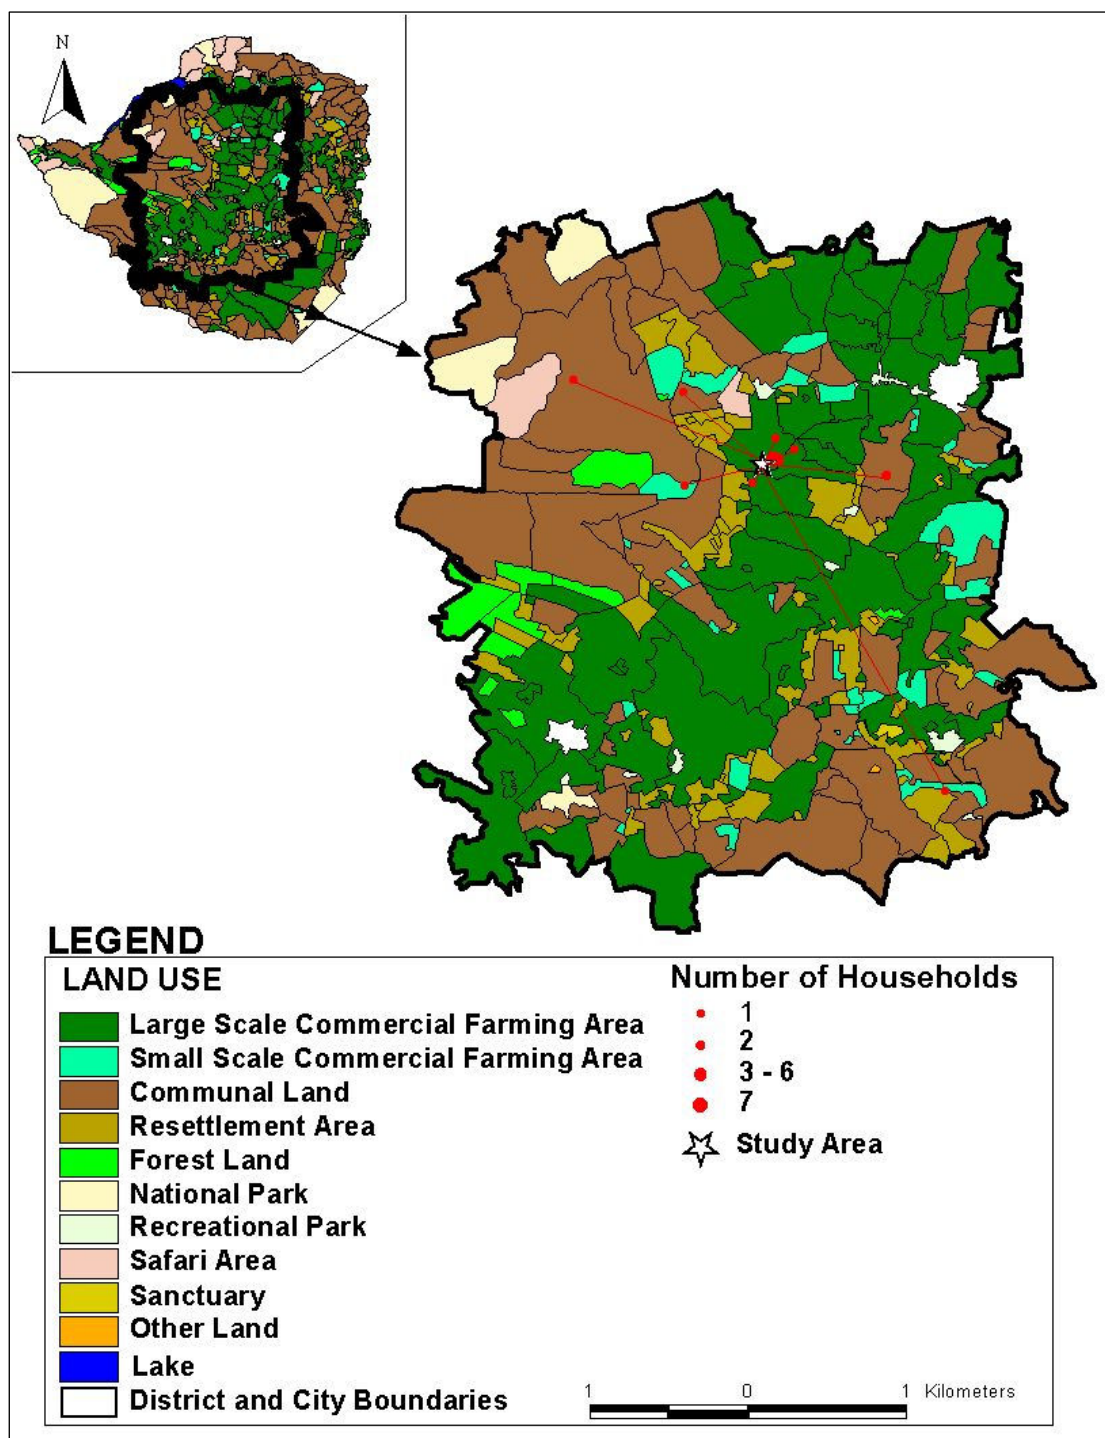 N
LEGEND
LAND USE
Large Scale Commercial Farming Area
Small Scale Commercial Farming Area
Communal Land
Resettlement Area
Forest Land
National Park
Recreational Park
Safari Area
Sanctuary
Other Land
Lake
District and City Boundaries
Number of Households
1
2
3 - 6
7
Study Area
1 0 1 Kilometers